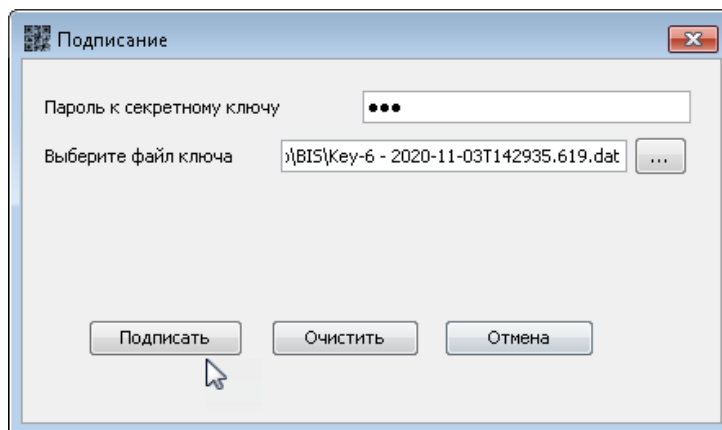 Подписание
Пароль к секретному ключу •••
Выберите файл ключа \BIS\Key-6 - 2020-11-03T142935.619.dat ...
Подписать Очистить Отмена